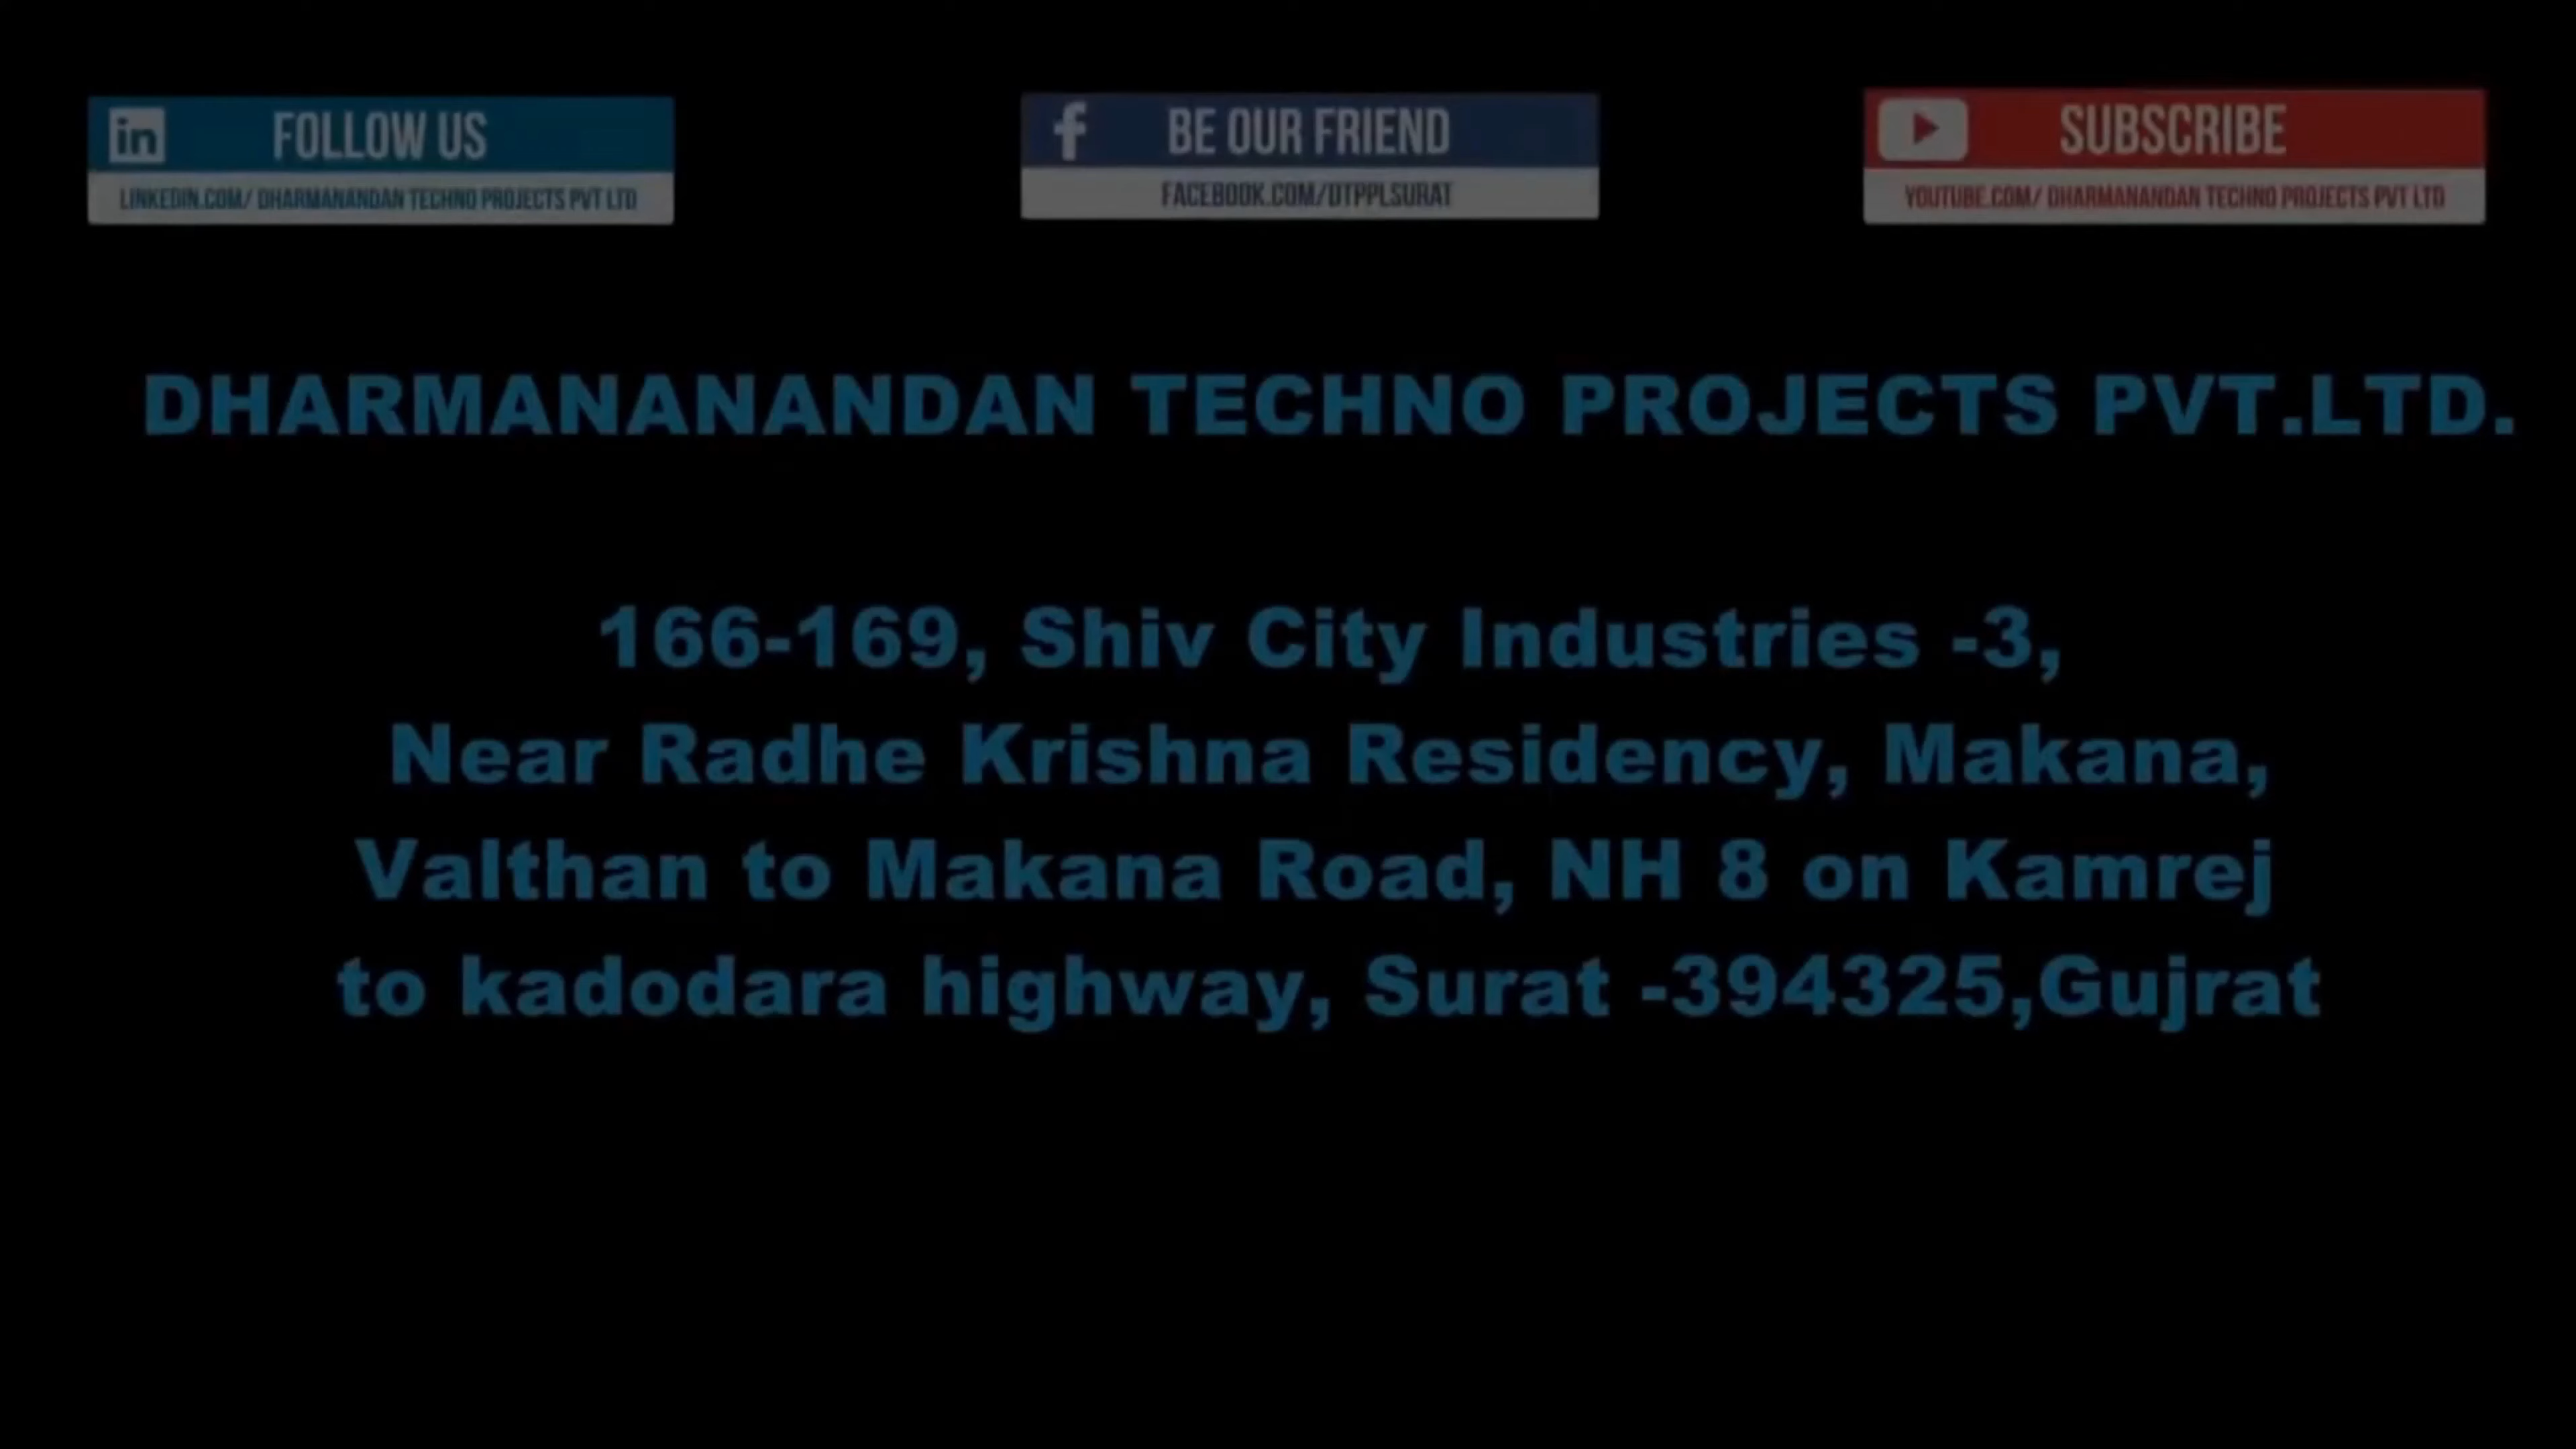 in FOLLOW US
LINKEDIN.COM/ DHARMANANDAN TECHNO PROJECTS PVT LTD
f BE OUR FRIEND
FACEBOOK.COM/DTPPLSURAT
SUBSCRIBE
YOUTUBE.COM/ DHARMANANDAN TECHNO PROJECTS PVT LTD
DHARMANANANDAN TECHNO PROJECTS PVT.LTD.
166-169, Shiv City Industries -3,
Near Radhe Krishna Residency, Makana,
Valthan to Makana Road, NH 8 on Kamrej
to kadodara highway, Surat -394325,Gujrat